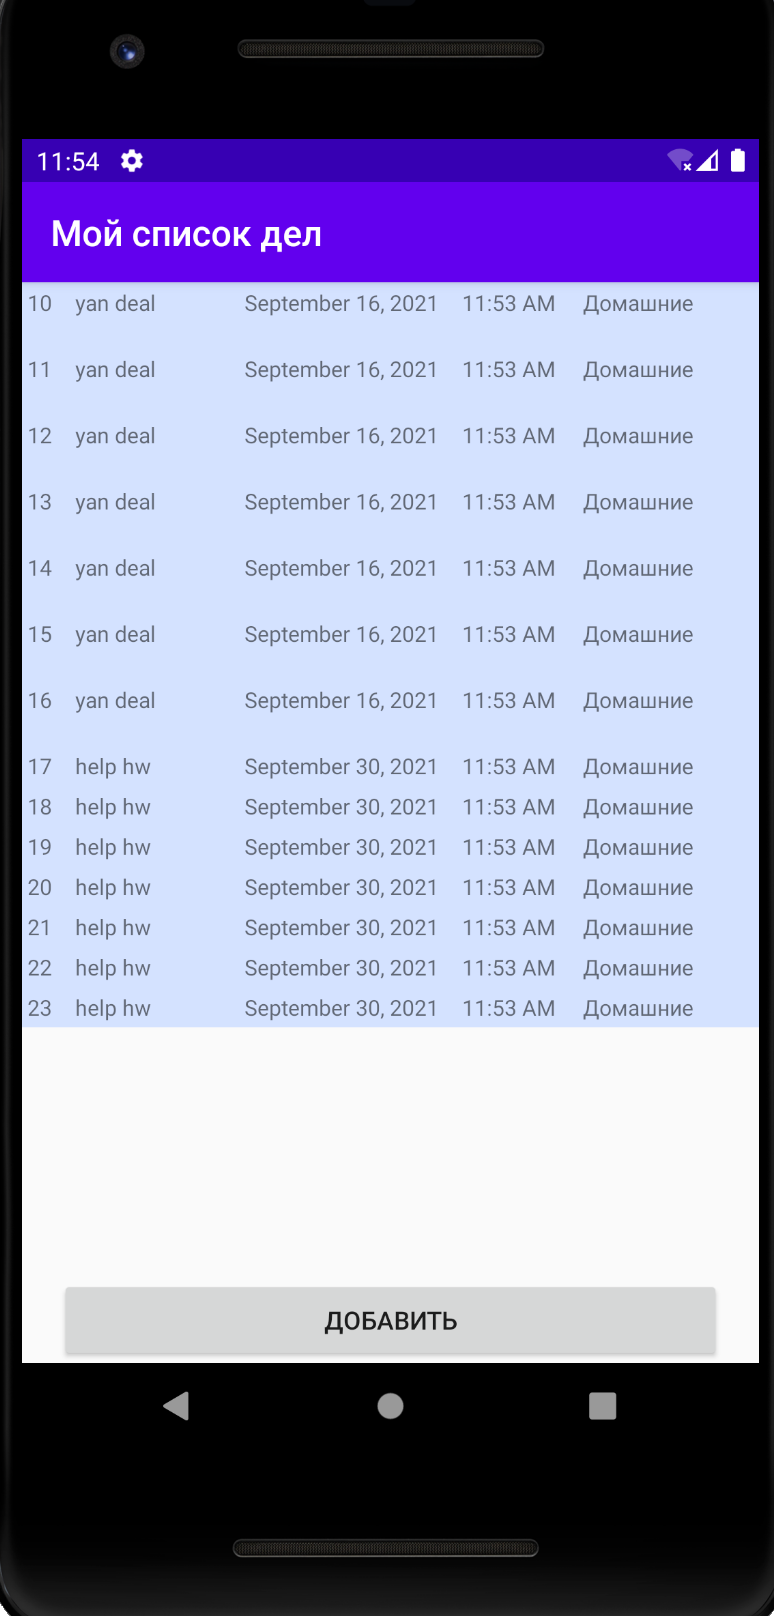 11:54
Мой список дел
10 yan deal September 16, 2021 11:53 AM Домашние
11 yan deal September 16, 2021 11:53 AM Домашние
12 yan deal September 16, 2021 11:53 AM Домашние
13 yan deal September 16, 2021 11:53 AM Домашние
14 yan deal September 16, 2021 11:53 AM Домашние
15 yan deal September 16, 2021 11:53 AM Домашние
16 yan deal September 16, 2021 11:53 AM Домашние
17 help hw September 30, 2021 11:53 AM Домашние
18 help hw September 30, 2021 11:53 AM Домашние
19 help hw September 30, 2021 11:53 AM Домашние
20 help hw September 30, 2021 11:53 AM Домашние
21 help hw September 30, 2021 11:53 AM Домашние
22 help hw September 30, 2021 11:53 AM Домашние
23 help hw September 30, 2021 11:53 AM Домашние
ДОБАВИТЬ